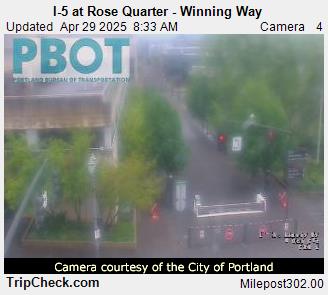 I-5 at Rose Quarter - Winning Way
Updated Apr 29 2025 8:33 AM Camera 4
PBOT
PORTLAND BUREAU OF TRANSPORTATION
Camera courtesy of the City of Portland
TripCheck.com Milepost302.00